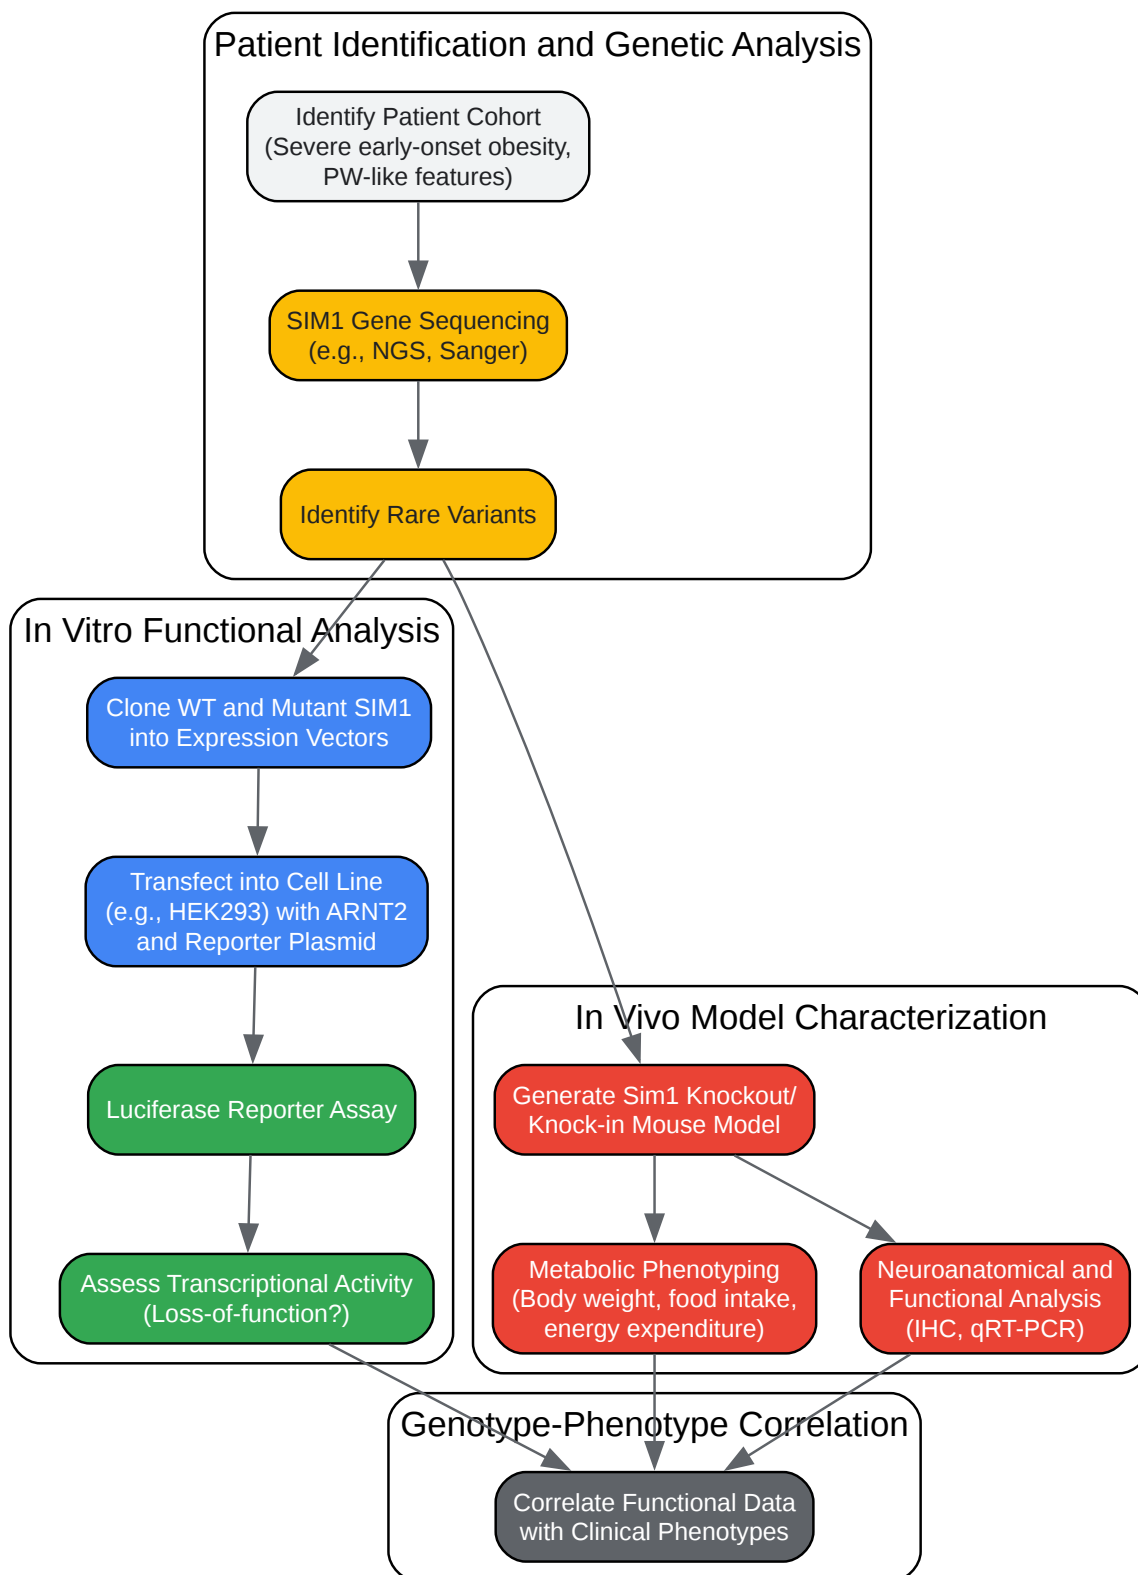 Patient Identification and Genetic Analysis
Identify Patient Cohort
(Severe early-onset obesity,
PW-like features)
SIM1 Gene Sequencing
(e.g., NGS, Sanger)
Identify Rare Variants
In Vitro Functional Analysis
Clone WT and Mutant SIM1
into Expression Vectors
Transfect into Cell Line
(e.g., HEK293) with ARNT2
and Reporter Plasmid
Luciferase Reporter Assay
Assess Transcriptional Activity
(Loss-of-function?)
In Vivo Model Characterization
Generate Sim1 Knockout/
Knock-in Mouse Model
Metabolic Phenotyping
(Body weight, food intake,
energy expenditure)
Neuroanatomical and
Functional Analysis
(IHC, qRT-PCR)
Genotype-Phenotype Correlation
Correlate Functional Data
with Clinical Phenotypes